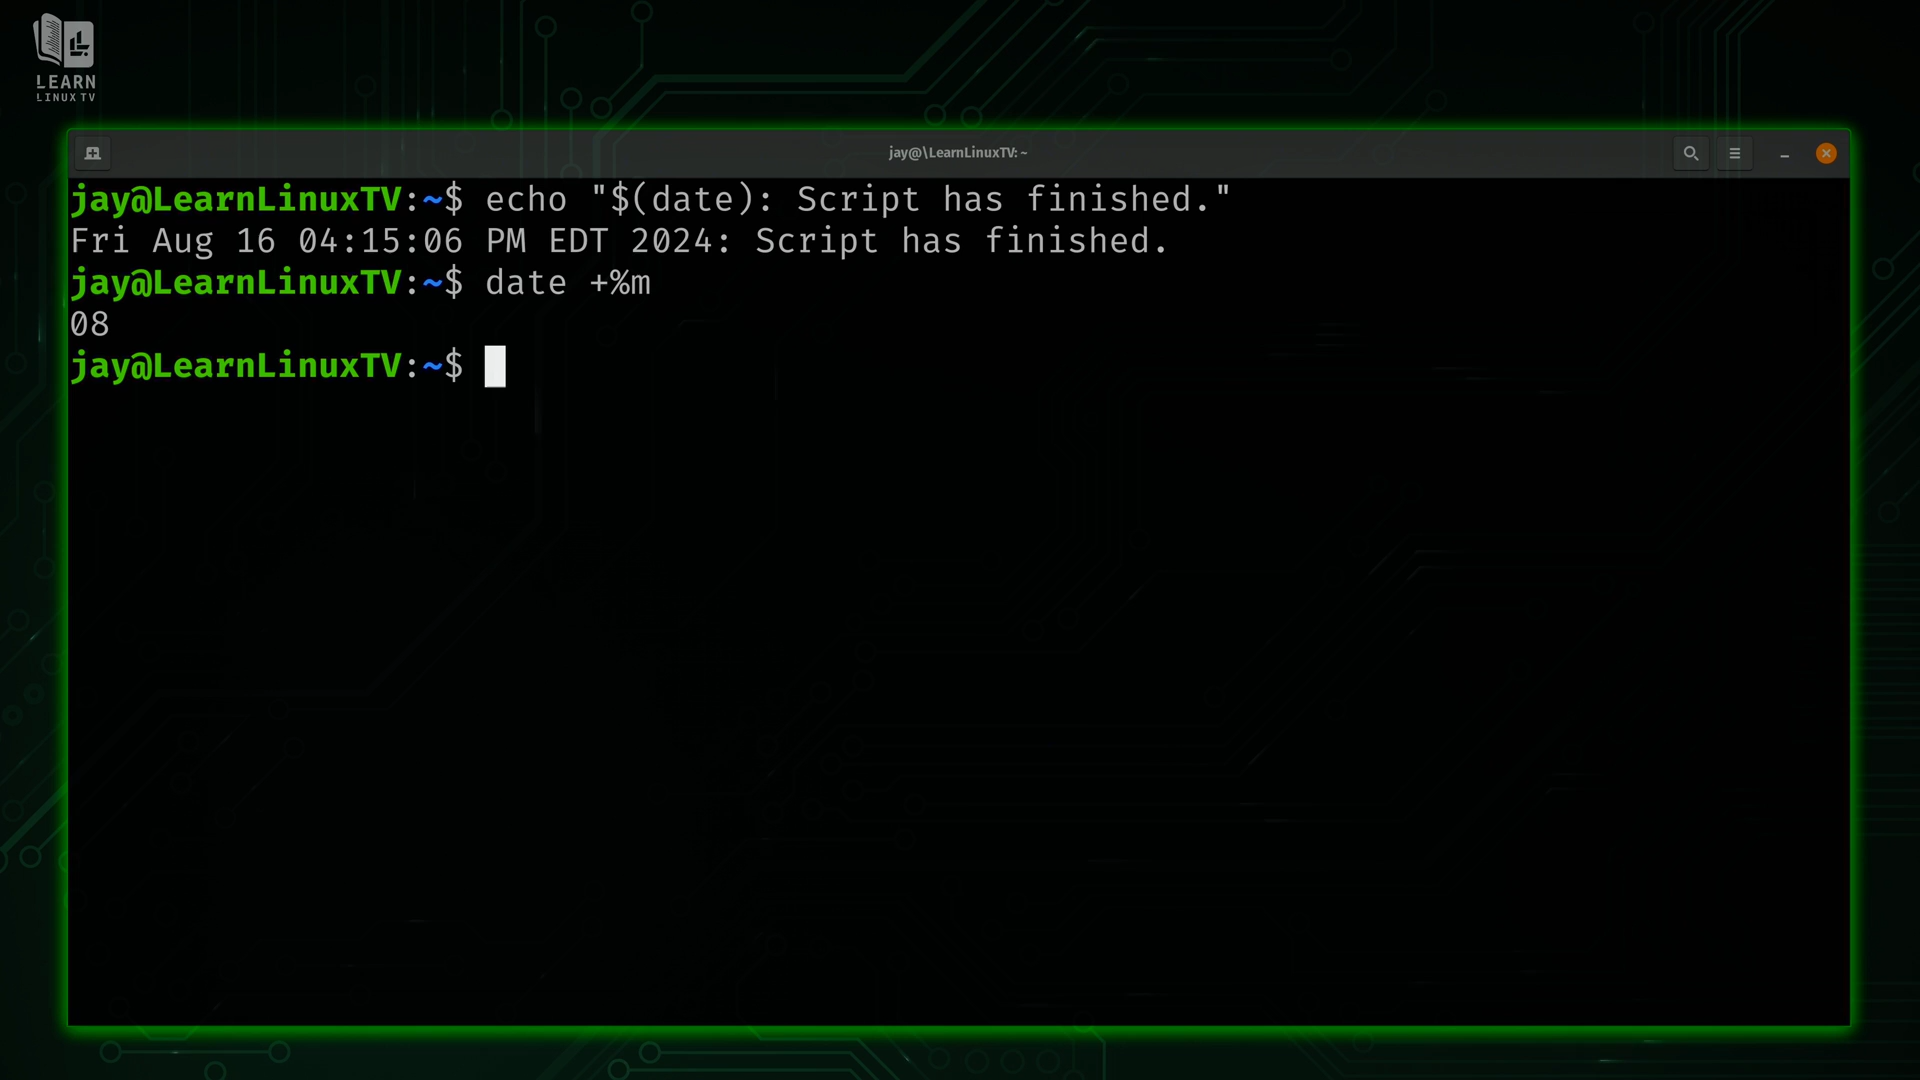 LEARN
LINUX TV
jay@\LearnLinuxTV: ~
jay@LearnLinuxTV:~$ echo "$(date): Script has finished."
Fri Aug 16 04:15:06 PM EDT 2024: Script has finished.
jay@LearnLinuxTV:~$ date +%m
08
jay@LearnLinuxTV:~$